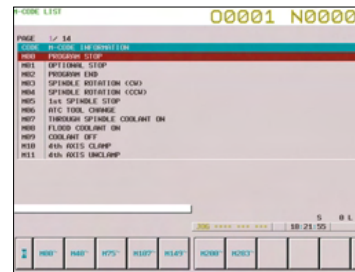 M-CODE LIST
O0001 N0000
PAGE 1/ 14
CODE M-CODE INFORMATION
M00 PROGRAM STOP
M01 OPTIONAL STOP
M02 PROGRAM END
M03 SPINDLE ROTATION (CW)
M04 SPINDLE ROTATION (CCW)
M05 1st SPINDLE STOP
M06 ATC TOOL CHANGE
M07 THROUGH SPINDLE COOLANT ON
M08 FLOOD COOLANT ON
M09 COOLANT OFF
M10 4th AXIS CLAMP
M11 4th AXIS UNCLAMP
S 0 L
JOG **** *** *** 10:21:55
M00~ M40~ M75~ M107~ M149~ M200~ M283~